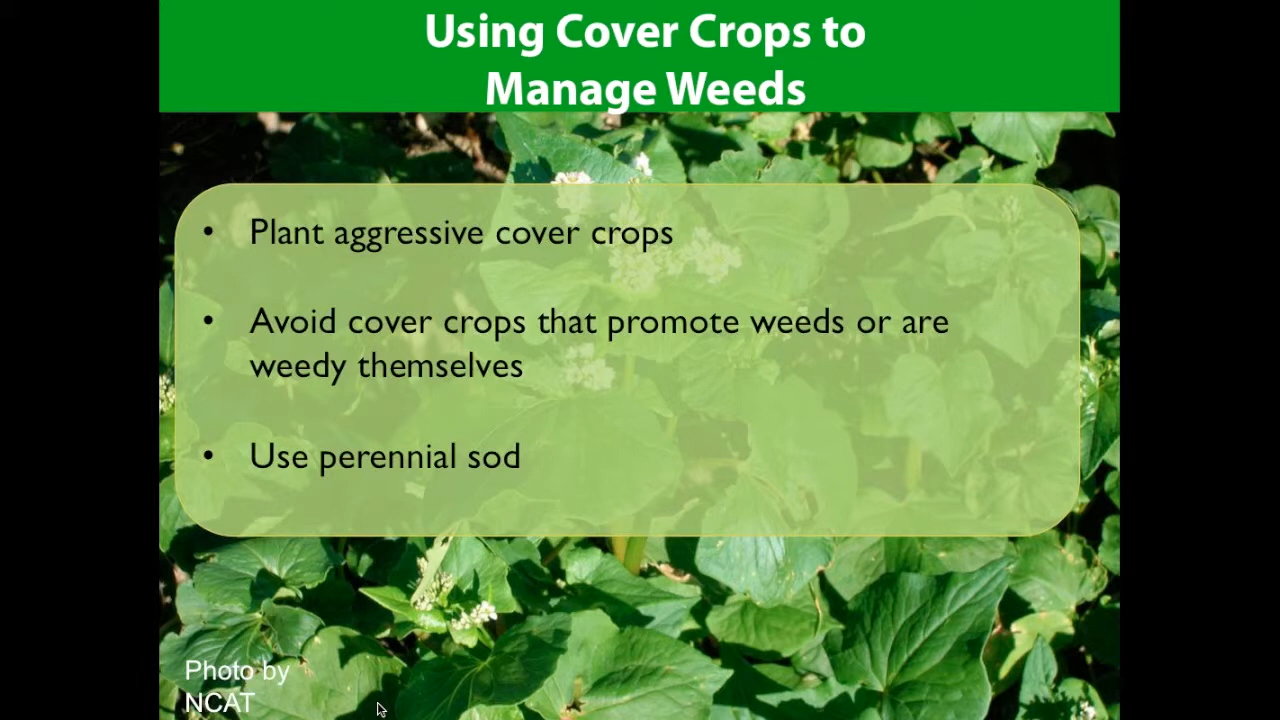 Using Cover Crops to
Manage Weeds
• Plant aggressive cover crops
• Avoid cover crops that promote weeds or are
weedy themselves
• Use perennial sod
Photo by
NCAT